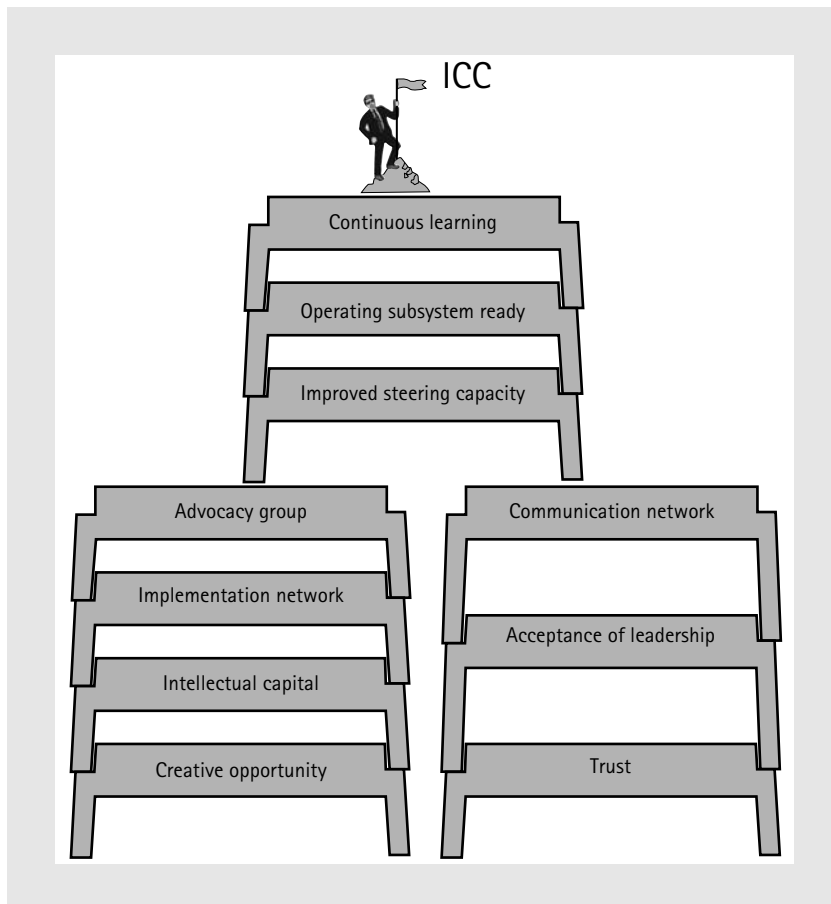 ICC
Continuous learning
Operating subsystem ready
Improved steering capacity
Advocacy group
Implementation network
Intellectual capital
Creative opportunity
Communication network
Acceptance of leadership
Trust